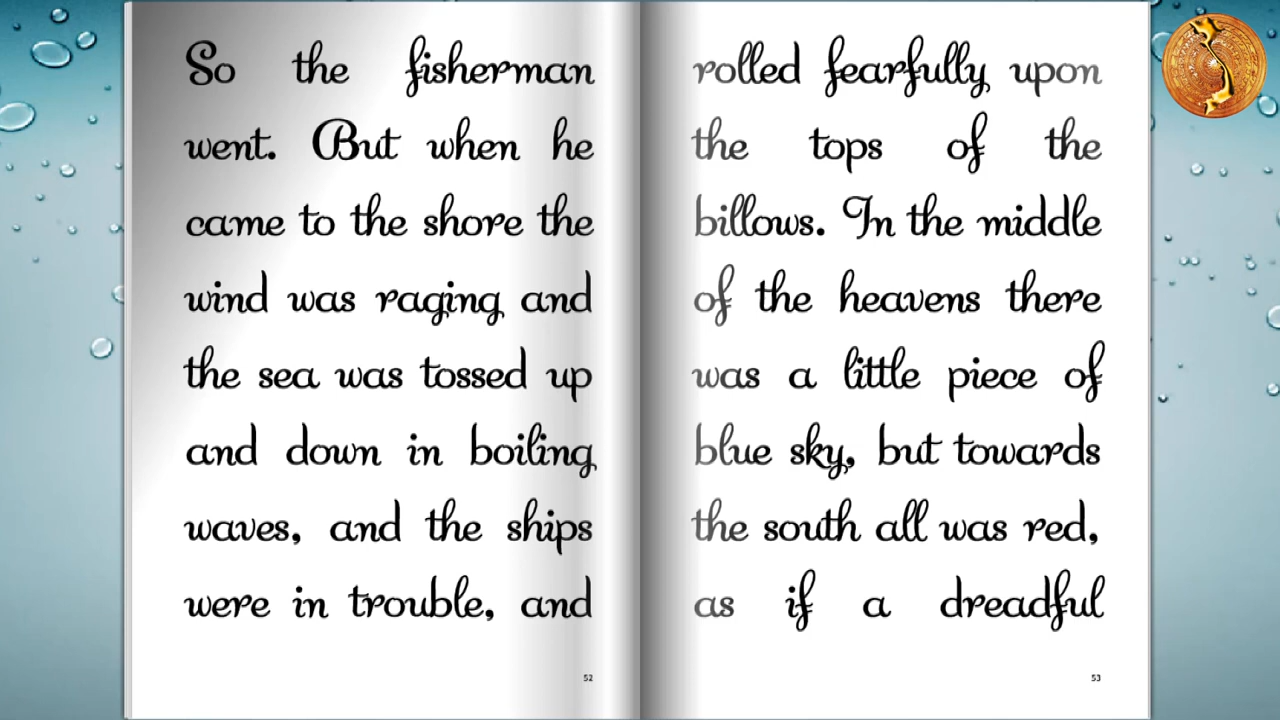 So the fisherman
went. But when he
came to the shore the
wind was raging and
the sea was tossed up
and down in boiling
waves, and the ships
were in trouble, and
52
rolled fearfully upon
the tops of the
billows. In the middle
of the heavens there
was a little piece of
blue sky, but towards
the south all was red,
as if a dreadful
53